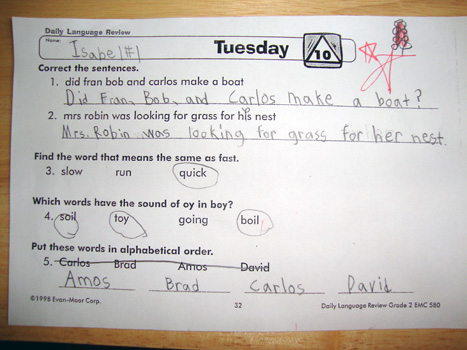 Daily Language Review
Name: Isabel #1 Tuesday 10
Correct the sentences.
1. did fran bob and carlos make a boat
Did Fran, Bob, and Carlos make a boat?
2. mrs robin was looking for grass for his nest
Mrs. Robin was looking for grass for her nest.
Find the word that means the same as fast.
3. slow run quick
Which words have the sound of oy in boy?
4. soil toy going boil
Put these words in alphabetical order.
5. Carlos Brad Amos David
Amos Brad Carlos David
©1998 Evan-Moor Corp. 32 Daily Language Review Grade 2 EMC 580